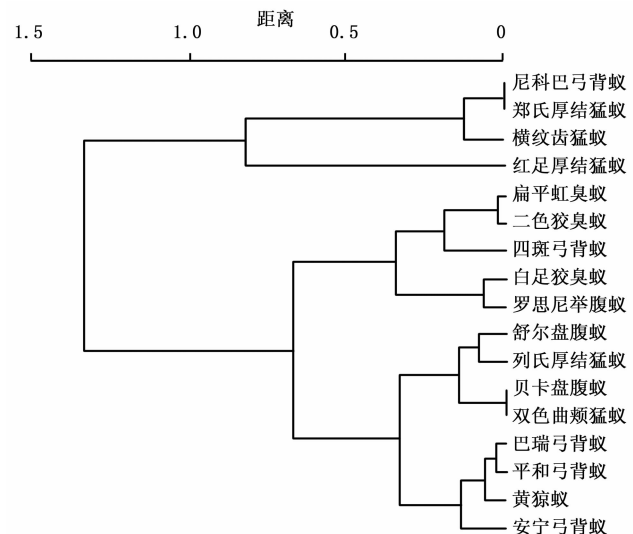 距离
1.5 1.0 0.5 0
尼科巴弓背蚁
郑氏厚结猛蚁
横纹齿猛蚁
红足厚结猛蚁
扁平虹臭蚁
二色狡臭蚁
四斑弓背蚁
白足狡臭蚁
罗思尼举腹蚁
舒尔盘腹蚁
列氏厚结猛蚁
贝卡盘腹蚁
双色曲颊猛蚁
巴瑞弓背蚁
平和弓背蚁
黄猄蚁
安宁弓背蚁